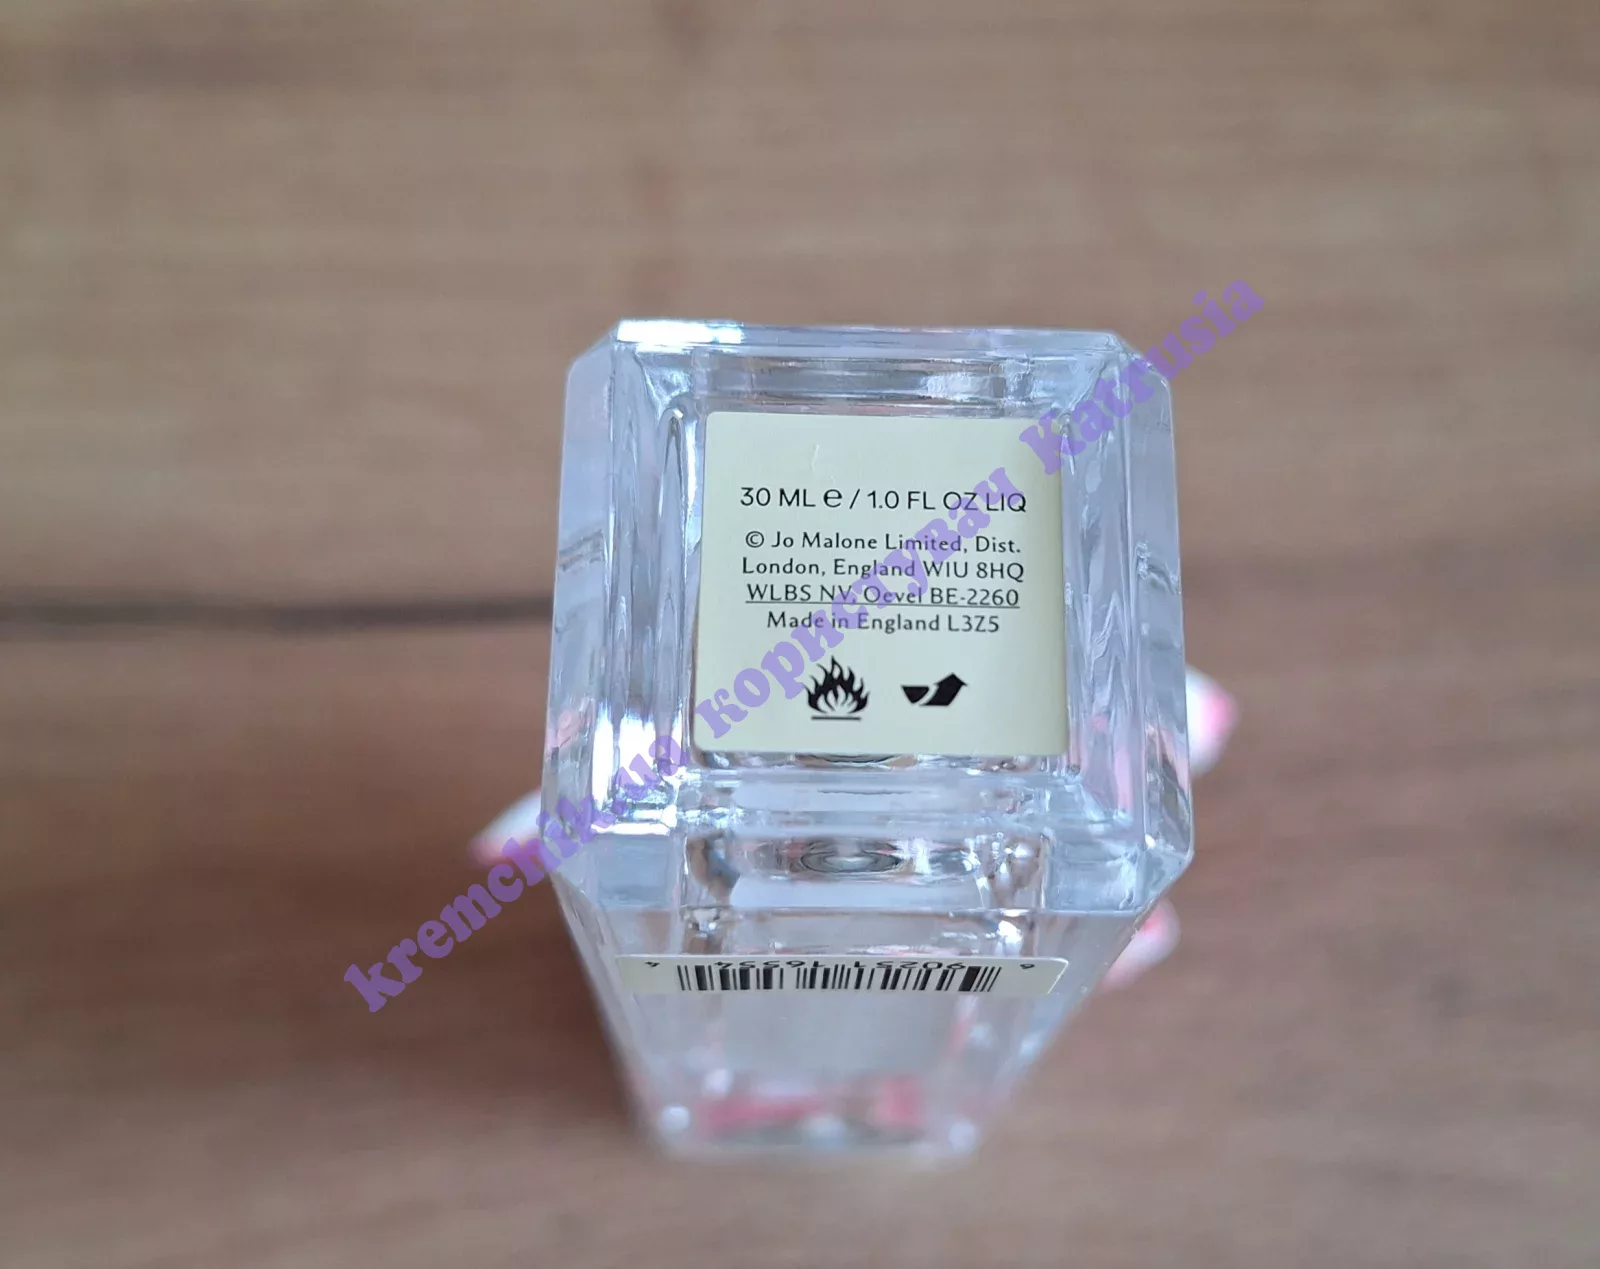 30 ML ℮ / 1.0 FL OZ LIQ
© Jo Malone Limited, Dist.
London, England W1U 8HQ
WLBS NV, Oevel BE-2260
Made in England L3Z5
kremchik.ua користувач Katrusia